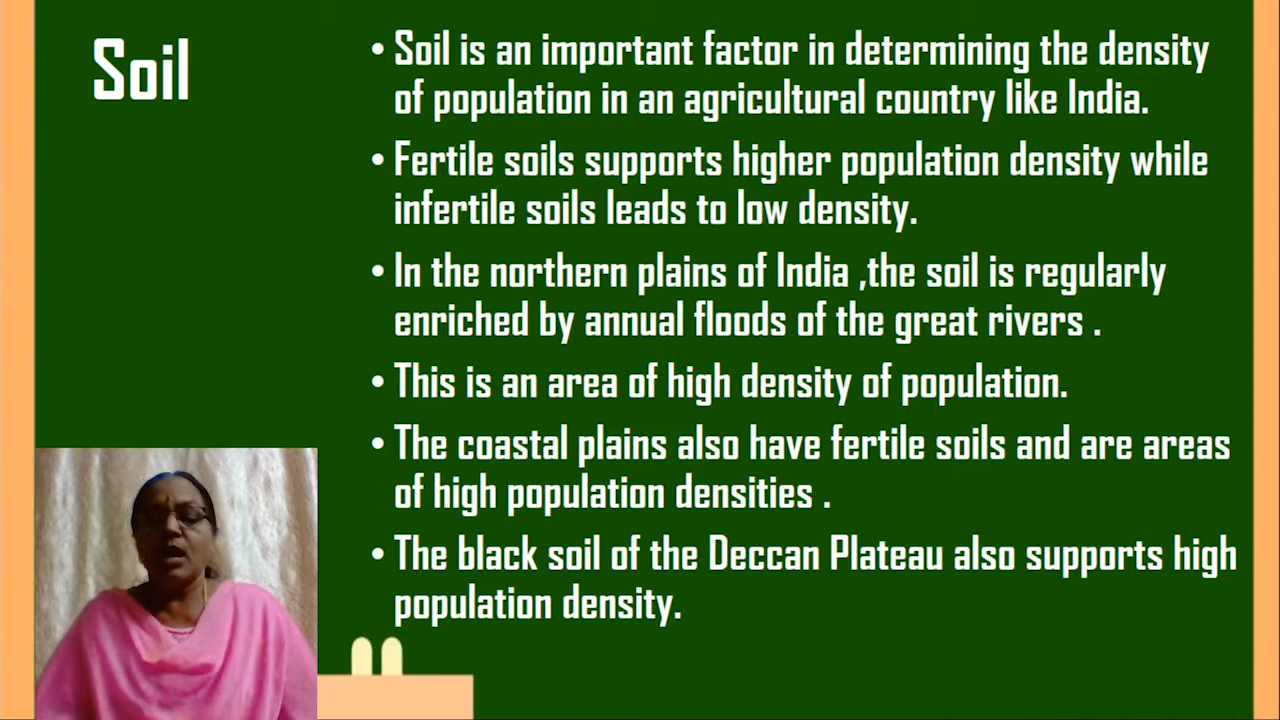 Soil
• Soil is an important factor in determining the density
of population in an agricultural country like India.
• Fertile soils supports higher population density while
infertile soils leads to low density.
• In the northern plains of India ,the soil is regularly
enriched by annual floods of the great rivers .
• This is an area of high density of population.
• The coastal plains also have fertile soils and are areas
of high population densities .
• The black soil of the Deccan Plateau also supports high
population density.